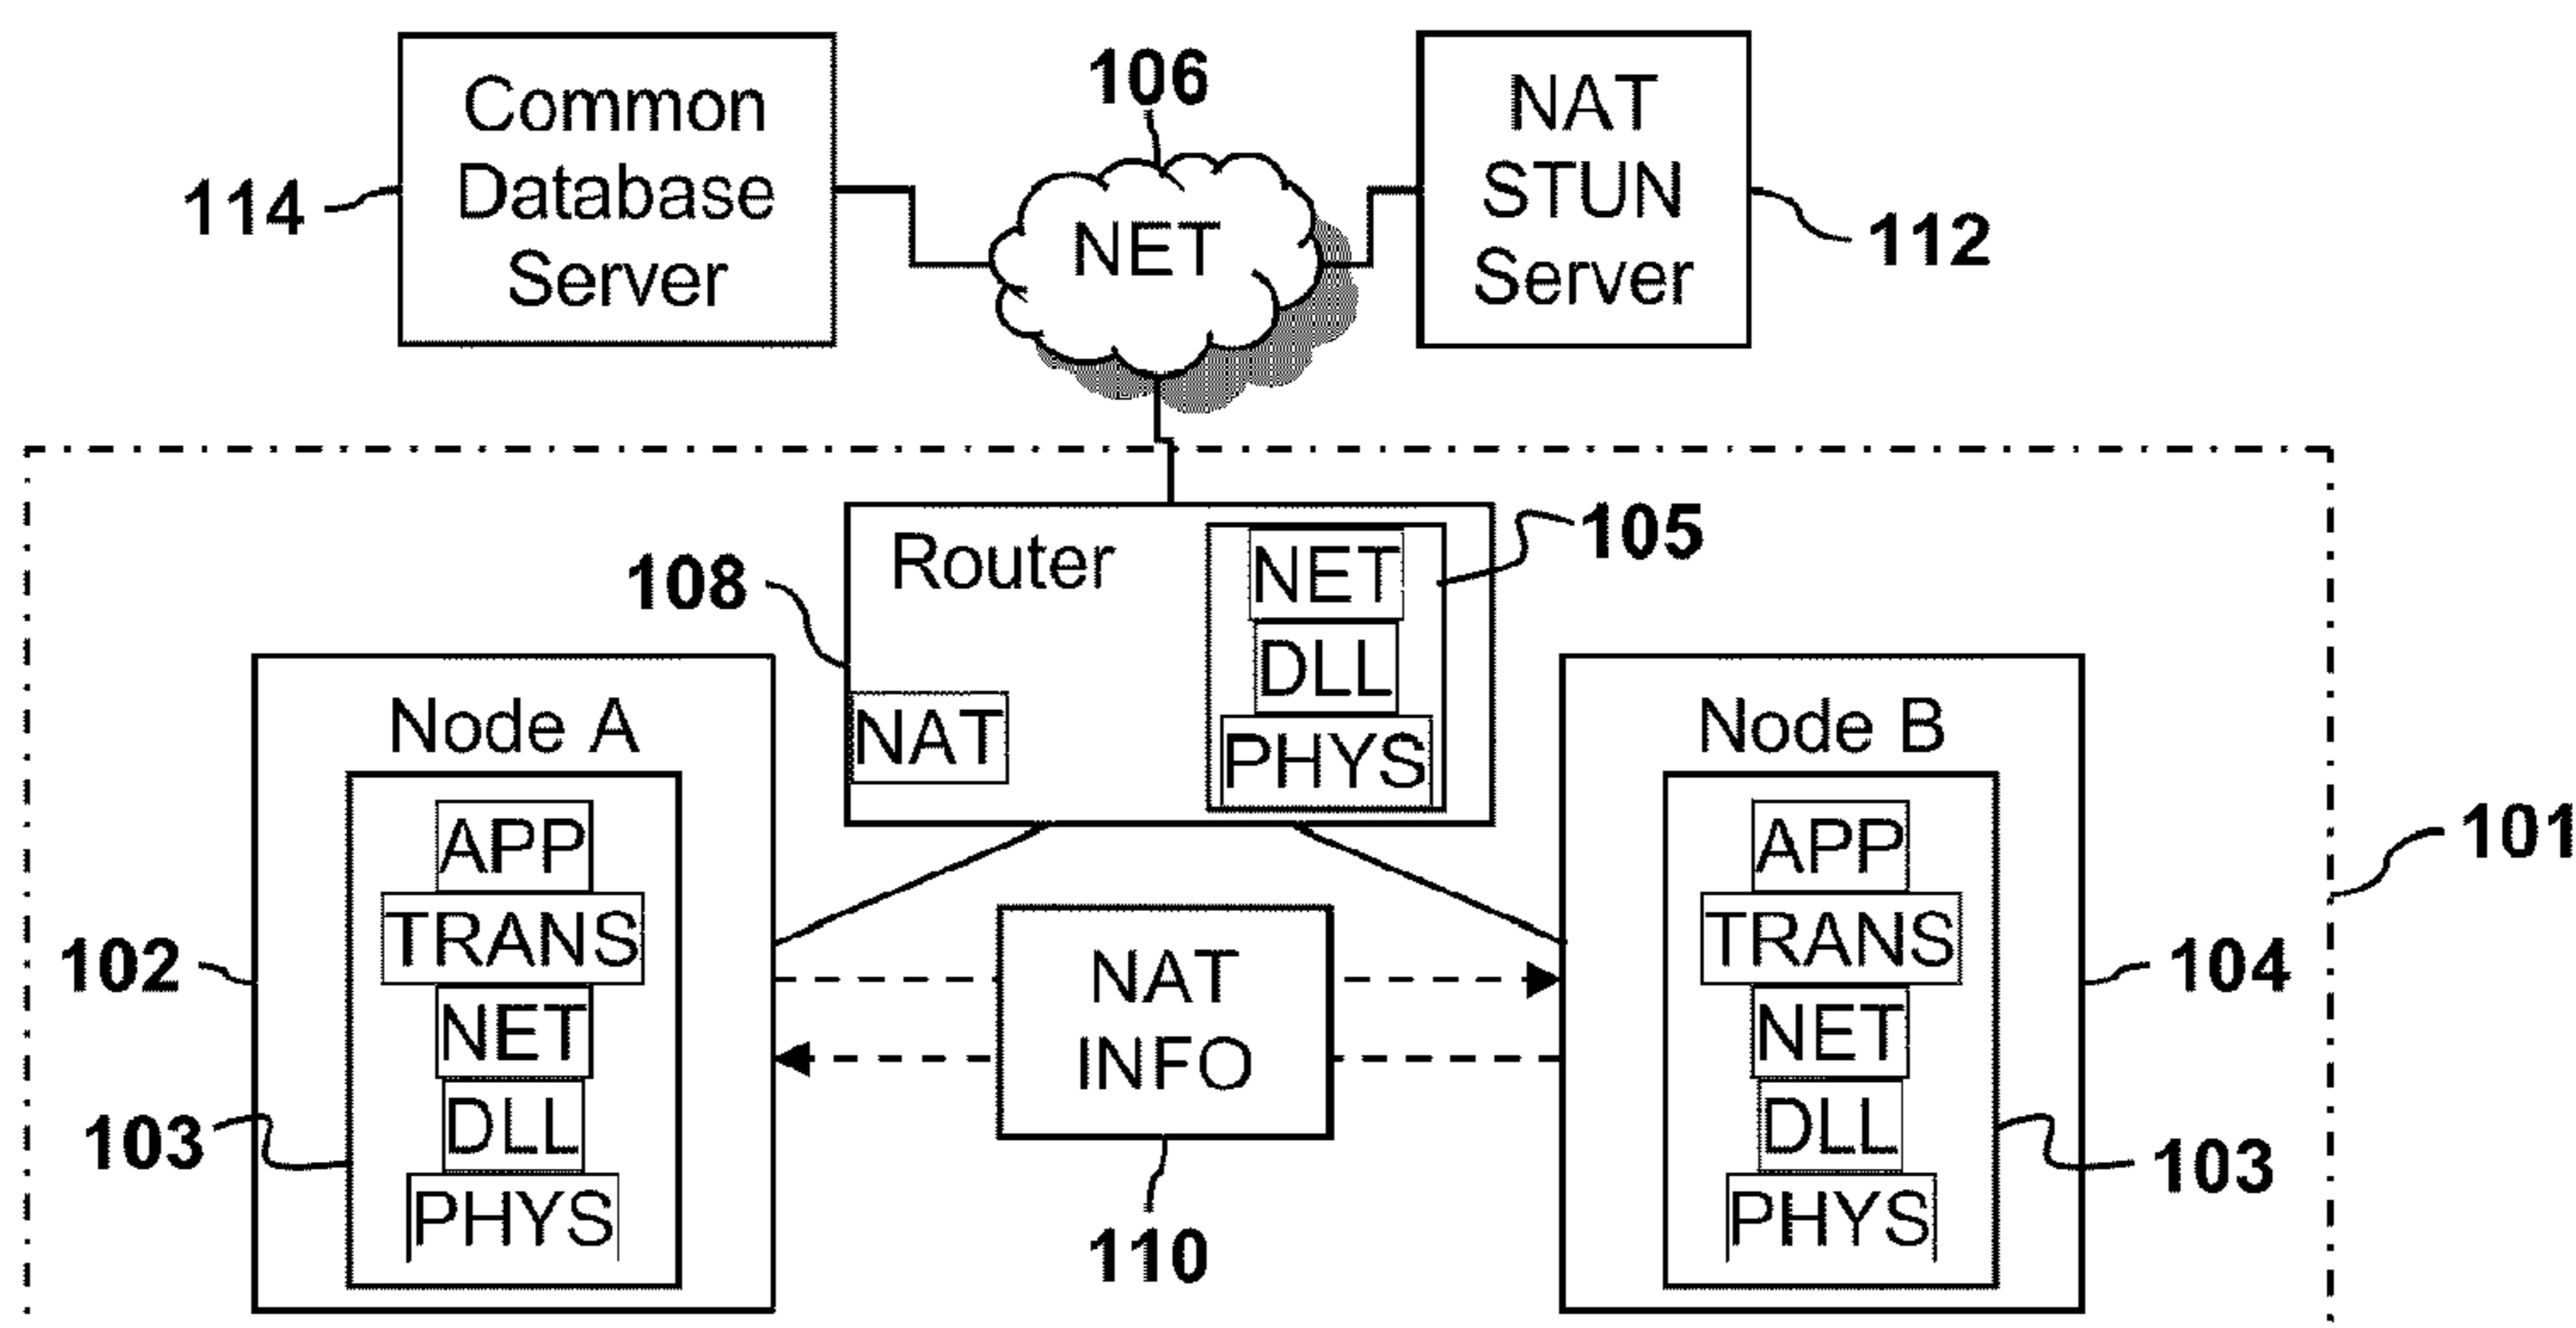 Common
Database
Server
114
106
NET
NAT
STUN
Server
112
Router
108
NAT
NET
DLL
PHYS
105
Node A
APP
TRANS
NET
DLL
PHYS
102
103
NAT
INFO
110
Node B
APP
TRANS
NET
DLL
PHYS
104
103
101